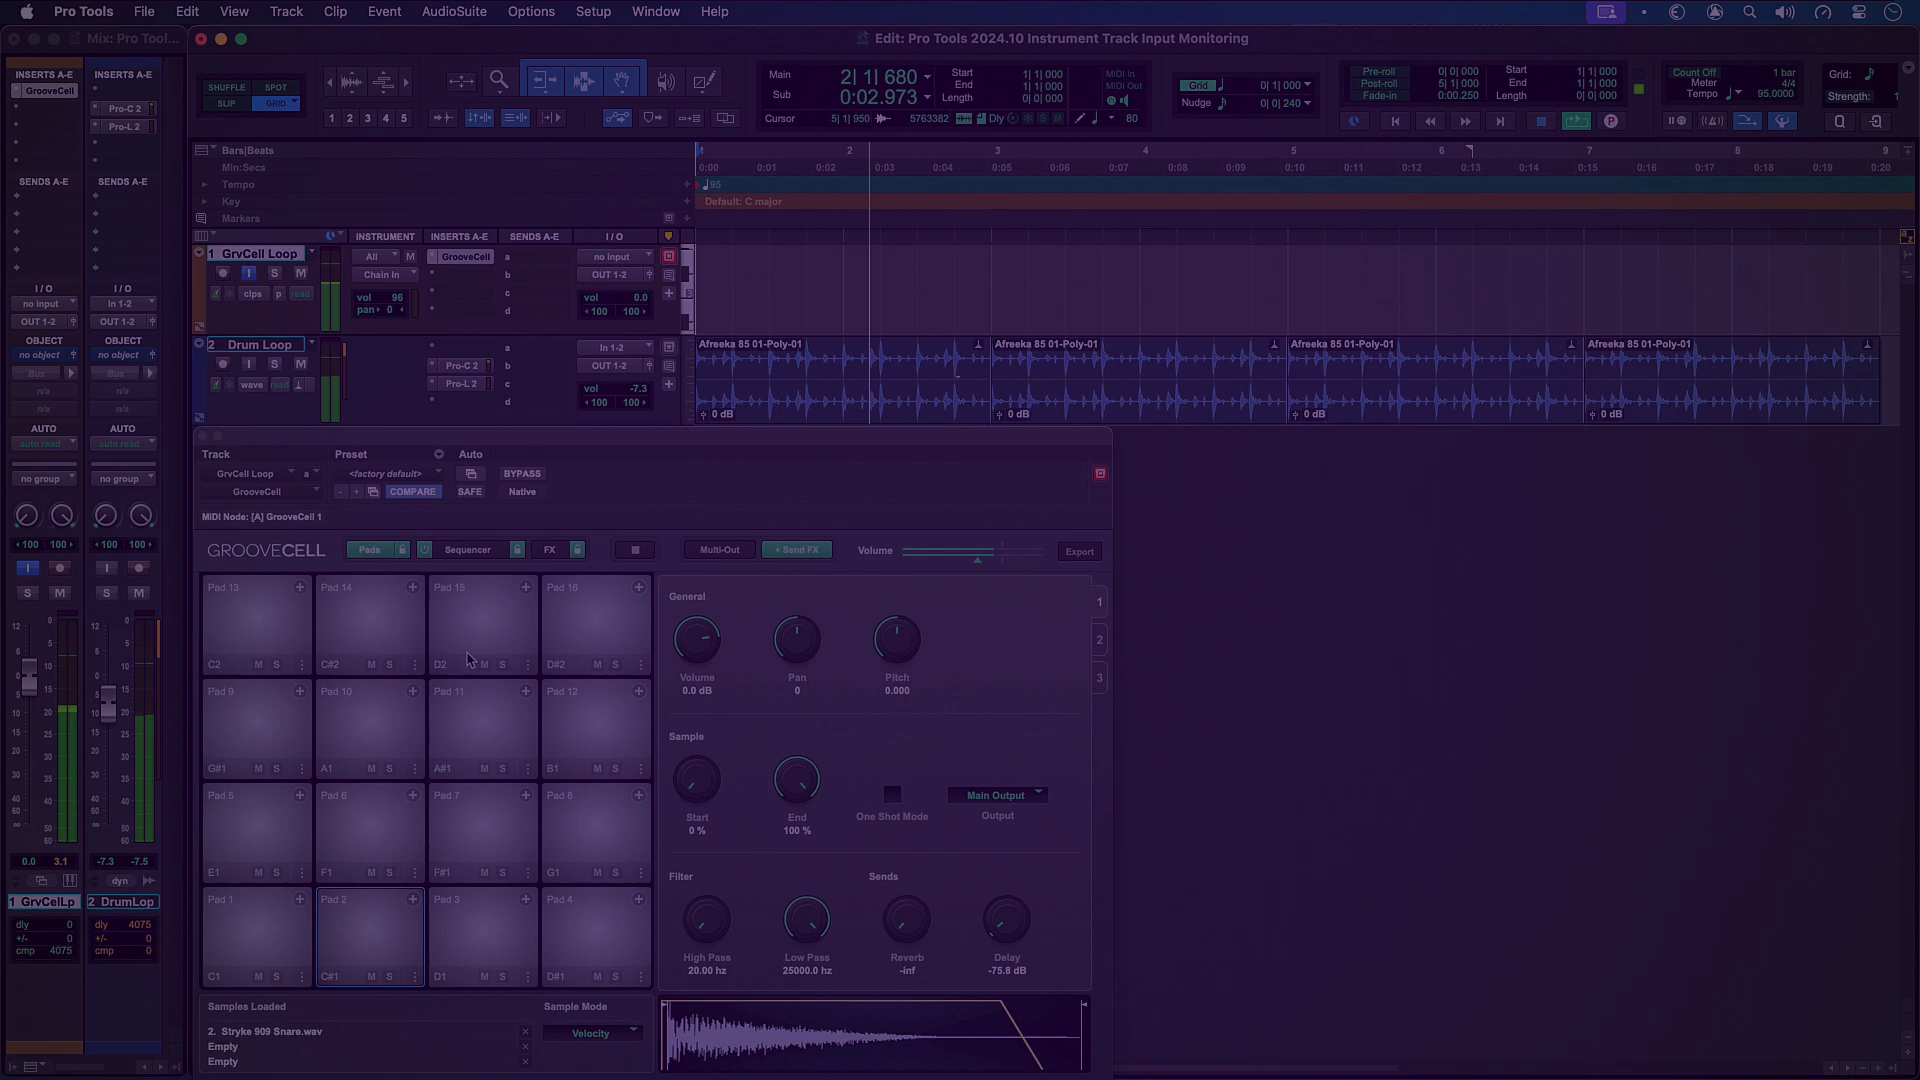 Pro Tools File Edit View Track Clip Event AudioSuite Options Setup Window Help
Mix: Pro Tool...
Edit: Pro Tools 2024.10 Instrument Track Input Monitoring
INSERTS A-E INSERTS A-E
GrooveCell
Pro-C 2
Pro-L 2
SENDS A-E SENDS A-E
I / O I / O
no input In 1-2
OUT 1-2 OUT 1-2
OBJECT OBJECT
no object no object
Bus Bus
n/a n/a
n/a n/a
AUTO AUTO
auto read auto read
no group no group
100 100 100 100
I I
S M S M
0.0 3.1 -7.3 -7.5
dyn
1 GrvCelLp 2 DrumLop
dly 0 dly 4075
+/- 0 +/- 0
cmp 4075 cmp 0
SHUFFLE SPOT
SLIP GRID
1 2 3 4 5
Main 2| 1| 680
Sub 0:02.973
Start 1| 1| 000
End 1| 1| 000
Length 0| 0| 000
MIDI In
MIDI Out
Cursor 5| 1| 950 5763382 Dly S M 80
Grid 0| 1| 000
Nudge 0| 0| 240
Pre-roll 0| 0| 000
Post-roll 5| 1| 000
Fade-in 0:00.250
Start 1| 1| 000
End 1| 1| 000
Length 0| 0| 000
Count Off 1 bar
Meter 4/4
Tempo 95.0000
Grid:
Strength: 1
Bars|Beats 1 2 3 4 5 6 7 8 9
Min:Secs 0:00 0:01 0:02 0:03 0:04 0:05 0:06 0:07 0:08 0:09 0:10 0:11 0:12 0:13 0:14 0:15 0:16 0:17 0:18 0:19 0:20
Tempo 95
Key Default: C major
Markers
INSTRUMENT INSERTS A-E SENDS A-E I / O
1 GrvCell Loop All M GrooveCell a no input
I S M Chain In b OUT 1-2
clps p read vol 96 c vol 0.0
pan 0 d 100 100
2 Drum Loop a In 1-2
I S M Pro-C 2 b OUT 1-2
wave read Pro-L 2 c vol -7.3
d 100 100
Afreeka 85 01-Poly-01 Afreeka 85 01-Poly-01 Afreeka 85 01-Poly-01 Afreeka 85 01-Poly-01
0 dB 0 dB 0 dB 0 dB
Track Preset Auto
GrvCell Loop a <factory default> BYPASS
GrooveCell - + COMPARE SAFE Native
MIDI Node: [A] GrooveCell 1
GROOVECELL Pads Sequencer FX Multi-Out + Send FX Volume Export
Pad 13 Pad 14 Pad 15 Pad 16
C2 M S C#2 M S D2 M S D#2 M S
Pad 9 Pad 10 Pad 11 Pad 12
G#1 M S A1 M S A#1 M S B1 M S
Pad 5 Pad 6 Pad 7 Pad 8
E1 M S F1 M S F#1 M S G1 M S
Pad 1 Pad 2 Pad 3 Pad 4
C1 M S C#1 M S D1 M S D#1 M S
General
Volume Pan Pitch
0.0 dB 0 0.000
1
2
3
Sample
Start End One Shot Mode Output
0 % 100 %
Main Output
Filter Sends
High Pass Low Pass Reverb Delay
20.00 hz 25000.0 hz -inf -75.8 dB
Samples Loaded Sample Mode
2. Stryke 909 Snare.wav Velocity
Empty
Empty